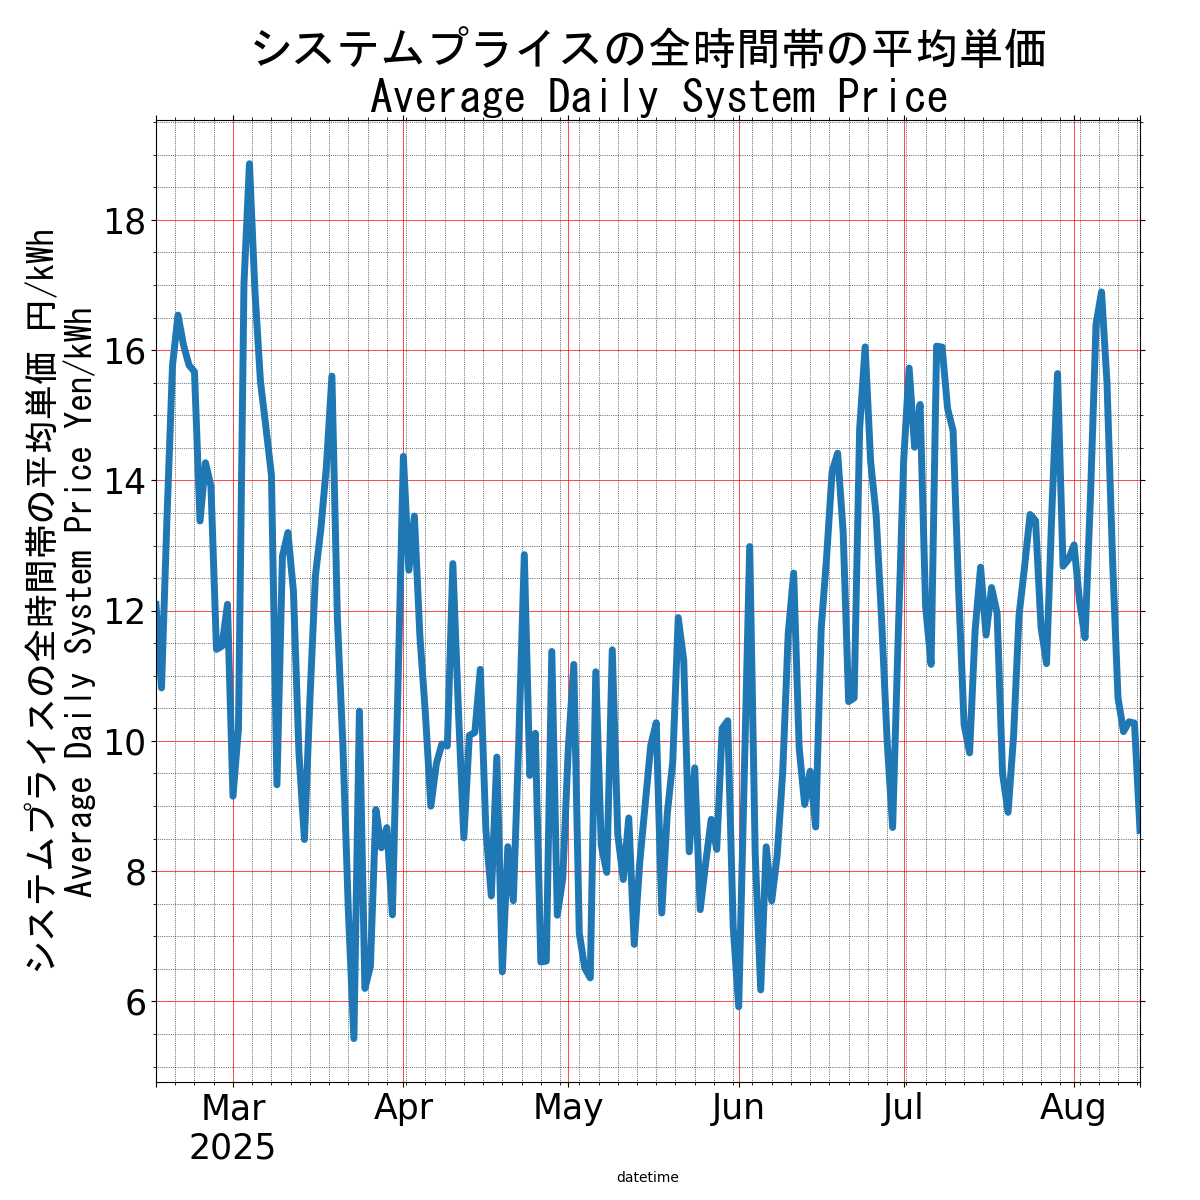 システムプライスの全時間帯の平均単価
Average Daily System Price
システムプライスの全時間帯の平均単価 円/kWh
Average Daily System Price Yen/kWh
18
16
14
12
10
8
6
Mar
2025
Apr
May
Jun
Jul
Aug
datetime